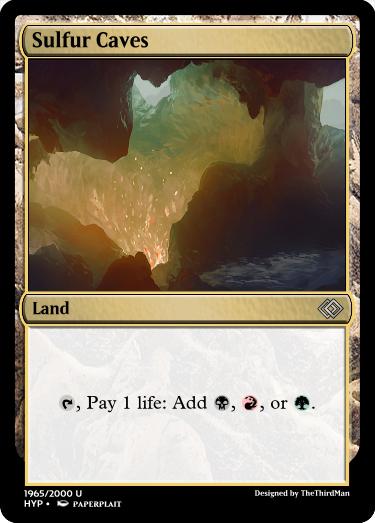 Sulfur Caves
Land
, Pay 1 life: Add , , or .
1965/2000 U
Designed by TheThirdMan
HYP • PAPERPLAIT